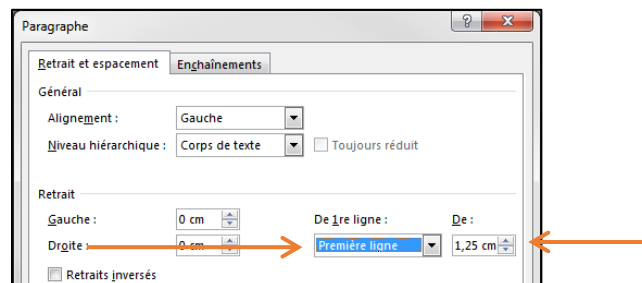 Paragraphe
Retrait et espacement Enchaînements
Général
Alignement : Gauche
Niveau hiérarchique : Corps de texte Toujours réduit
Retrait
Gauche : 0 cm De 1re ligne : De :
Droite : 0 cm Première ligne 1,25 cm
Retraits inversés